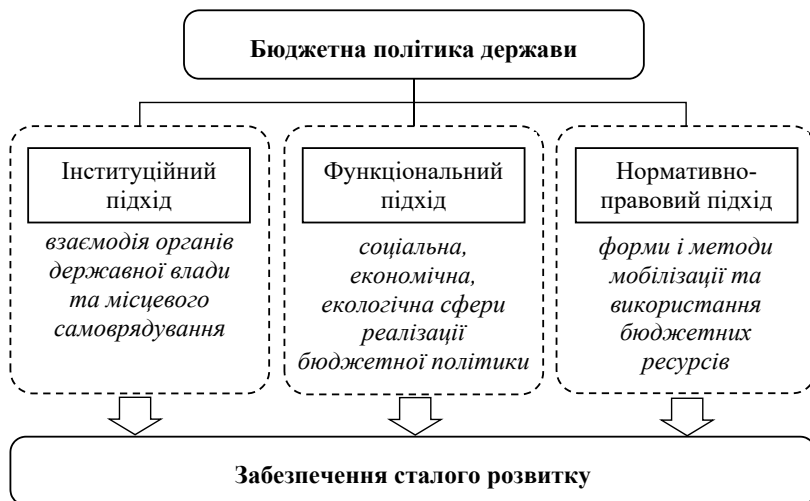 Бюджетна політика держави
Інституційний
підхід
взаємодія органів
державної влади
та місцевого
самоврядування
Функціональний
підхід
соціальна,
економічна,
екологічна сфери
реалізації
бюджетної політики
Нормативно-
правовий підхід
форми і методи
мобілізації та
використання
бюджетних
ресурсів
Забезпечення сталого розвитку